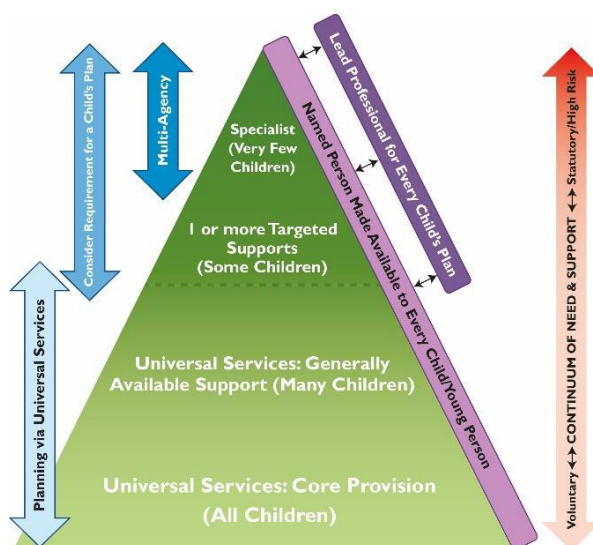 Consider Requirement for a Child's Plan
Multi-Agency
Planning via Universal Services
Specialist
(Very Few
Children)
1 or more Targeted
Supports
(Some Children)
Universal Services: Generally
Available Support (Many Children)
Universal Services: Core Provision
(All Children)
Named Person Made Available to Every Child/Young Person
Lead Professional for Every Child's Plan
Voluntary ↔ CONTINUUM OF NEED & SUPPORT ↔ Statutory/High Risk